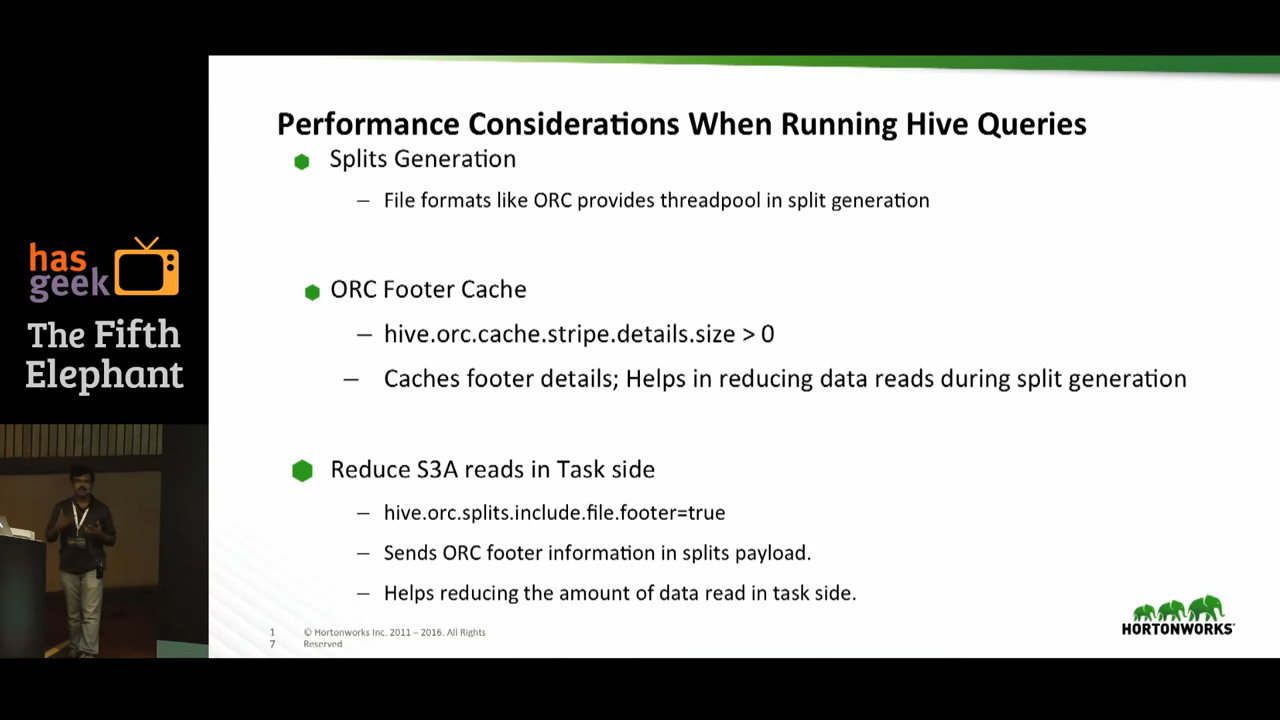 has
geek
The Fifth
Elephant
Performance Considerations When Running Hive Queries
Splits Generation
– File formats like ORC provides threadpool in split generation
ORC Footer Cache
– hive.orc.cache.stripe.details.size > 0
– Caches footer details; Helps in reducing data reads during split generation
Reduce S3A reads in Task side
– hive.orc.splits.include.file.footer=true
– Sends ORC footer information in splits payload.
– Helps reducing the amount of data read in task side.
1
7
© Hortonworks Inc. 2011 – 2016. All Rights
Reserved
HORTONWORKS